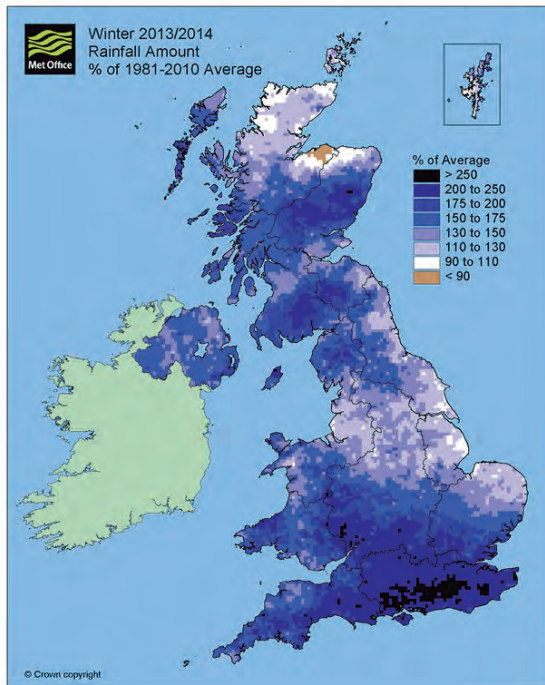 Met Office
Winter 2013/2014
Rainfall Amount
% of 1981-2010 Average
% of Average
> 250
200 to 250
175 to 200
150 to 175
130 to 150
110 to 130
90 to 110
< 90
© Crown copyright